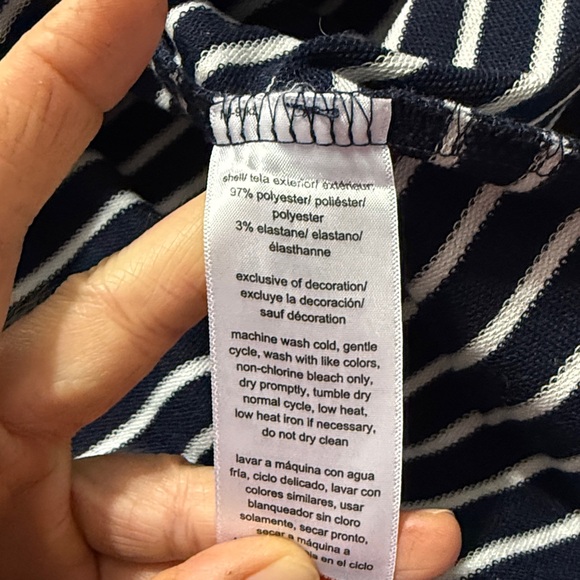 shell/ tela exterior/ extérieur:
97% polyester/ poliéster/
polyester
3% elastane/ elastano/
élasthanne
exclusive of decoration/
excluye la decoración/
sauf décoration
machine wash cold, gentle
cycle, wash with like colors,
non-chlorine bleach only,
dry promptly, tumble dry
normal cycle, low heat,
low heat iron if necessary,
do not dry clean
lavar a máquina con agua
fría, ciclo delicado, lavar con
colores similares, usar
blanqueador sin cloro
solamente, secar pronto,
secar a máquina a
en el ciclo